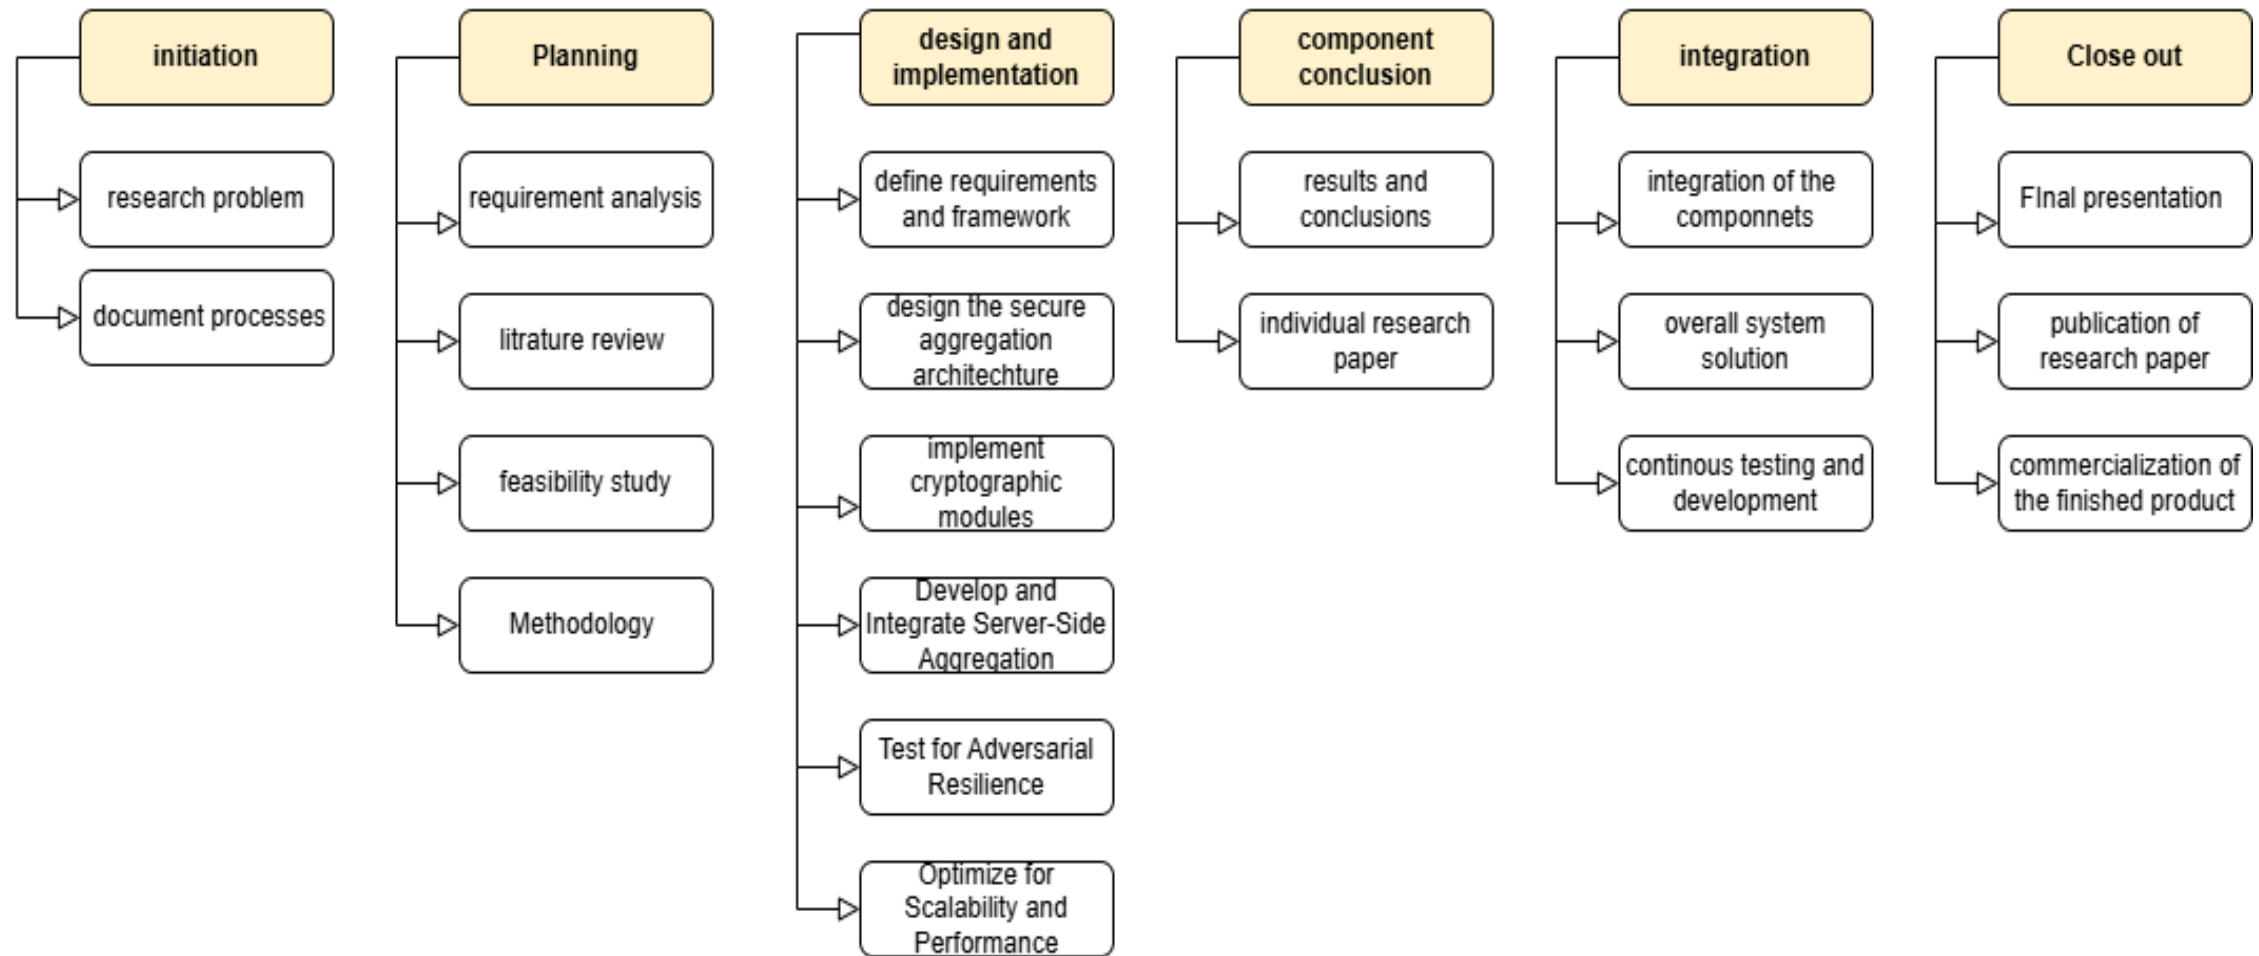 initiation
research problem
document processes
Planning
requirement analysis
litrature review
feasibility study
Methodology
design and
implementation
define requirements
and framework
design the secure
aggregation
architechture
implement
cryptographic
modules
Develop and
Integrate Server-Side
Aggregation
Test for Adversarial
Resilience
Optimize for
Scalability and
Performance
component
conclusion
results and
conclusions
individual research
paper
integration
integration of the
componnets
overall system
solution
continous testing and
development
Close out
FInal presentation
publication of
research paper
commercialization of
the finished product